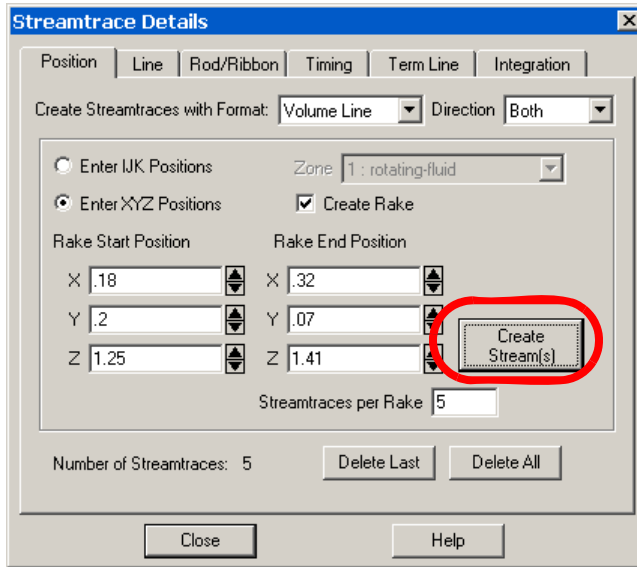 Streamtrace Details
Position Line Rod/Ribbon Timing Term Line Integration
Create Streamtraces with Format: Volume Line Direction Both
Enter IJK Positions Zone 1 : rotating-fluid
Enter XYZ Positions Create Rake
Rake Start Position Rake End Position
X .18 X .32
Y .2 Y .07
Z 1.25 Z 1.41
Create
Stream(s)
Streamtraces per Rake 5
Number of Streamtraces: 5 Delete Last Delete All
Close Help